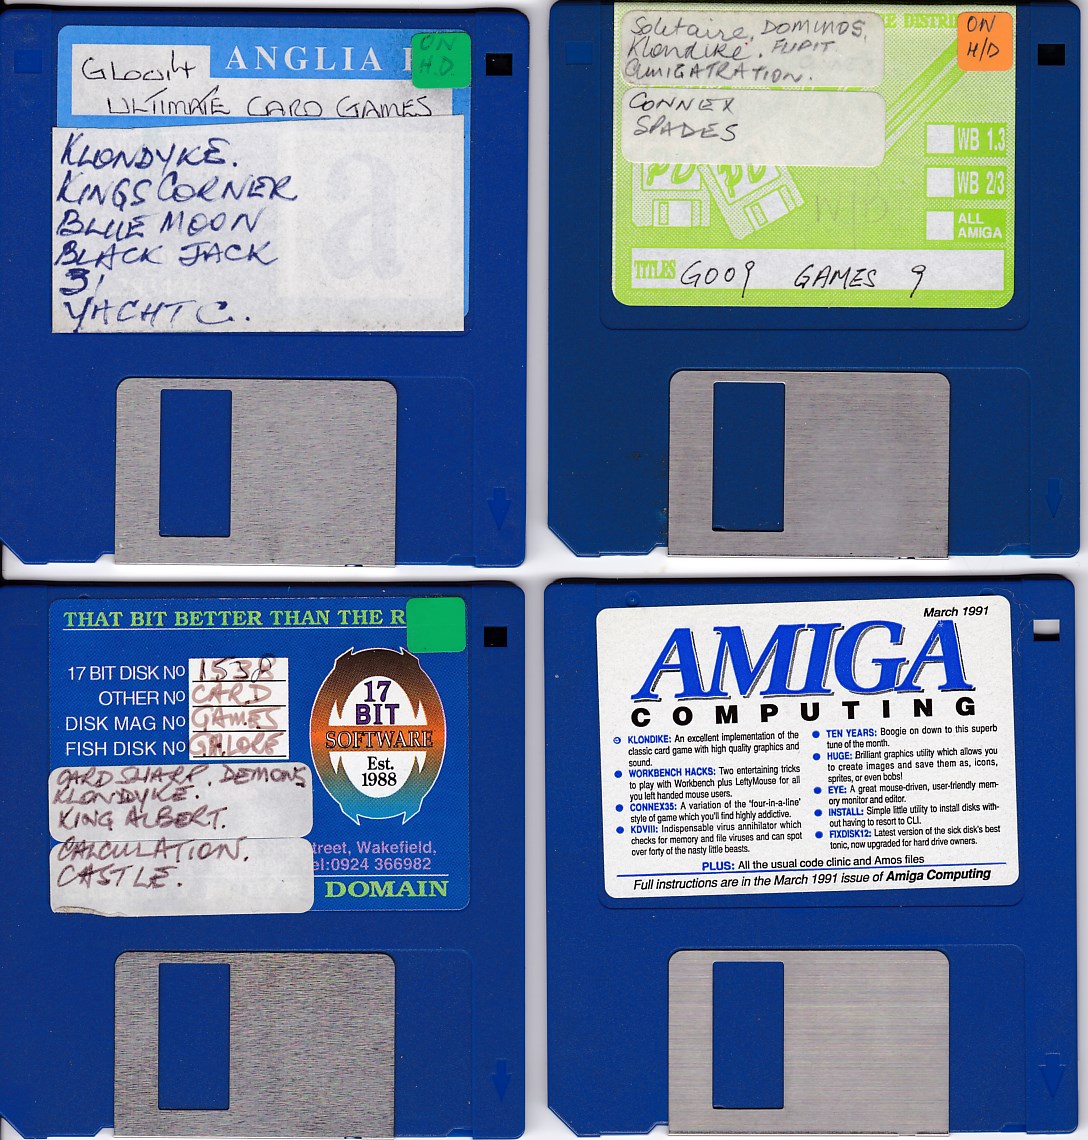 ANGLIA
ON
H.D.
ULTIMATE CARD GAMES
KLONDYKE.
KINGS CORNER
BLUE MOON
BLACK JACK
31
YACHT C.
Solitaire, DOMINOS,
Klondike. FLIPIT
DISTRI
ON
H/D
CONNEX
SPADES
WB 1.3
WB 2/3
ALL
AMIGA
TITLES G009 GAMES 9
THAT BIT BETTER THAN THE R
17 BIT DISK No
OTHER No CARD
DISK MAG No GAMES
FISH DISK No GALORE
17
BIT
SOFTWARE
Est.
1988
CARD SHARP. DEMONS
KLONDYKE.
KING ALBERT.
CALCULATION.
CASTLE.
treet, Wakefield,
el:0924 366982
DOMAIN
March 1991
AMIGA
COMPUTING
KLONDIKE: An excellent implementation of the
classic card game with high quality graphics and
sound.
WORKBENCH HACKS: Two entertaining tricks
to play with Workbench plus LeftyMouse for all
you left handed mouse users.
CONNEX35: A variation of the 'four-in-a-line'
style of game which you'll find highly addictive.
KDVIII: Indispensable virus annihilator which
checks for memory and file viruses and can spot
over forty of the nasty little beasts.
TEN YEARS: Boogie on down to this superb
tune of the month.
HUGE: Brilliant graphics utility which allows you
to create images and save them as, icons,
sprites, or even bobs!
EYE: A great mouse-driven, user-friendly mem-
ory monitor and editor.
INSTALL: Simple little utility to install disks with-
out having to resort to CLI.
FIXDISK12: Latest version of the sick disk's best
tonic, now upgraded for hard drive owners.
PLUS: All the usual code clinic and Amos files
Full instructions are in the March 1991 issue of Amiga Computing